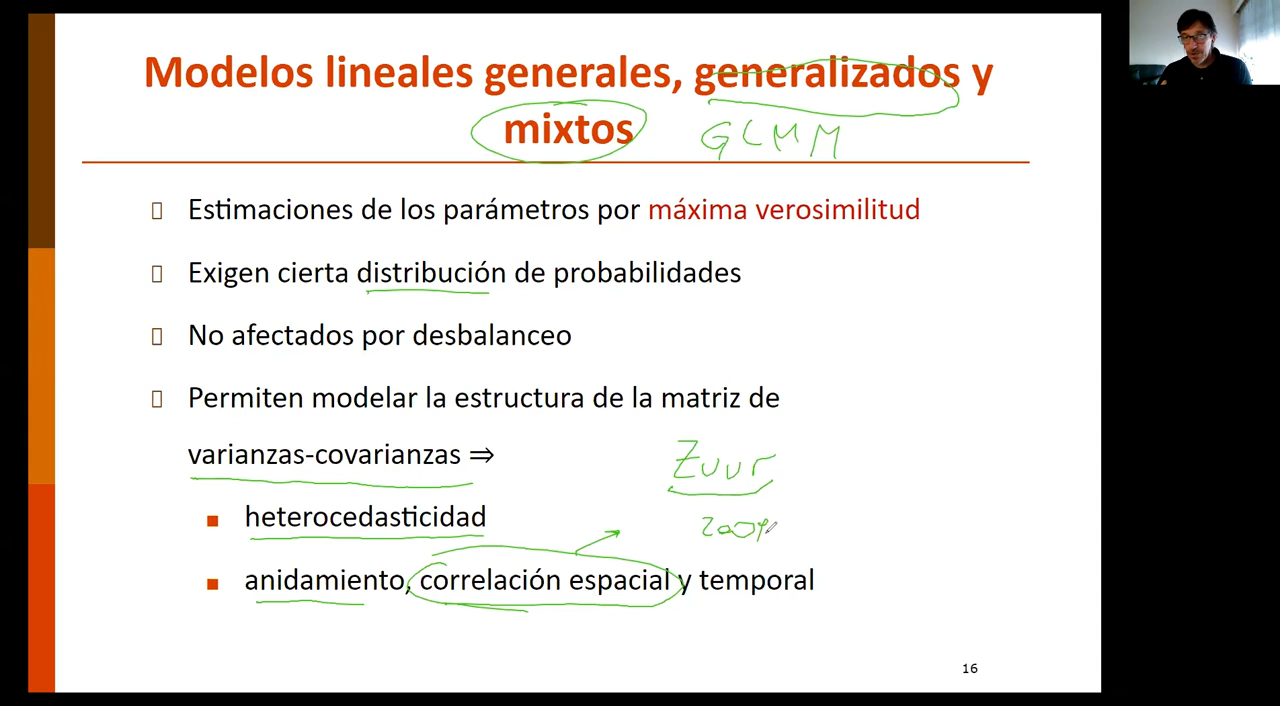 Modelos lineales generales, generalizados y
mixtos
GLMM
Estimaciones de los parámetros por máxima verosimilitud
Exigen cierta distribución de probabilidades
No afectados por desbalanceo
Permiten modelar la estructura de la matriz de
varianzas-covarianzas ⇒
Zuur
2009
heterocedasticidad
anidamiento, correlación espacial y temporal
16